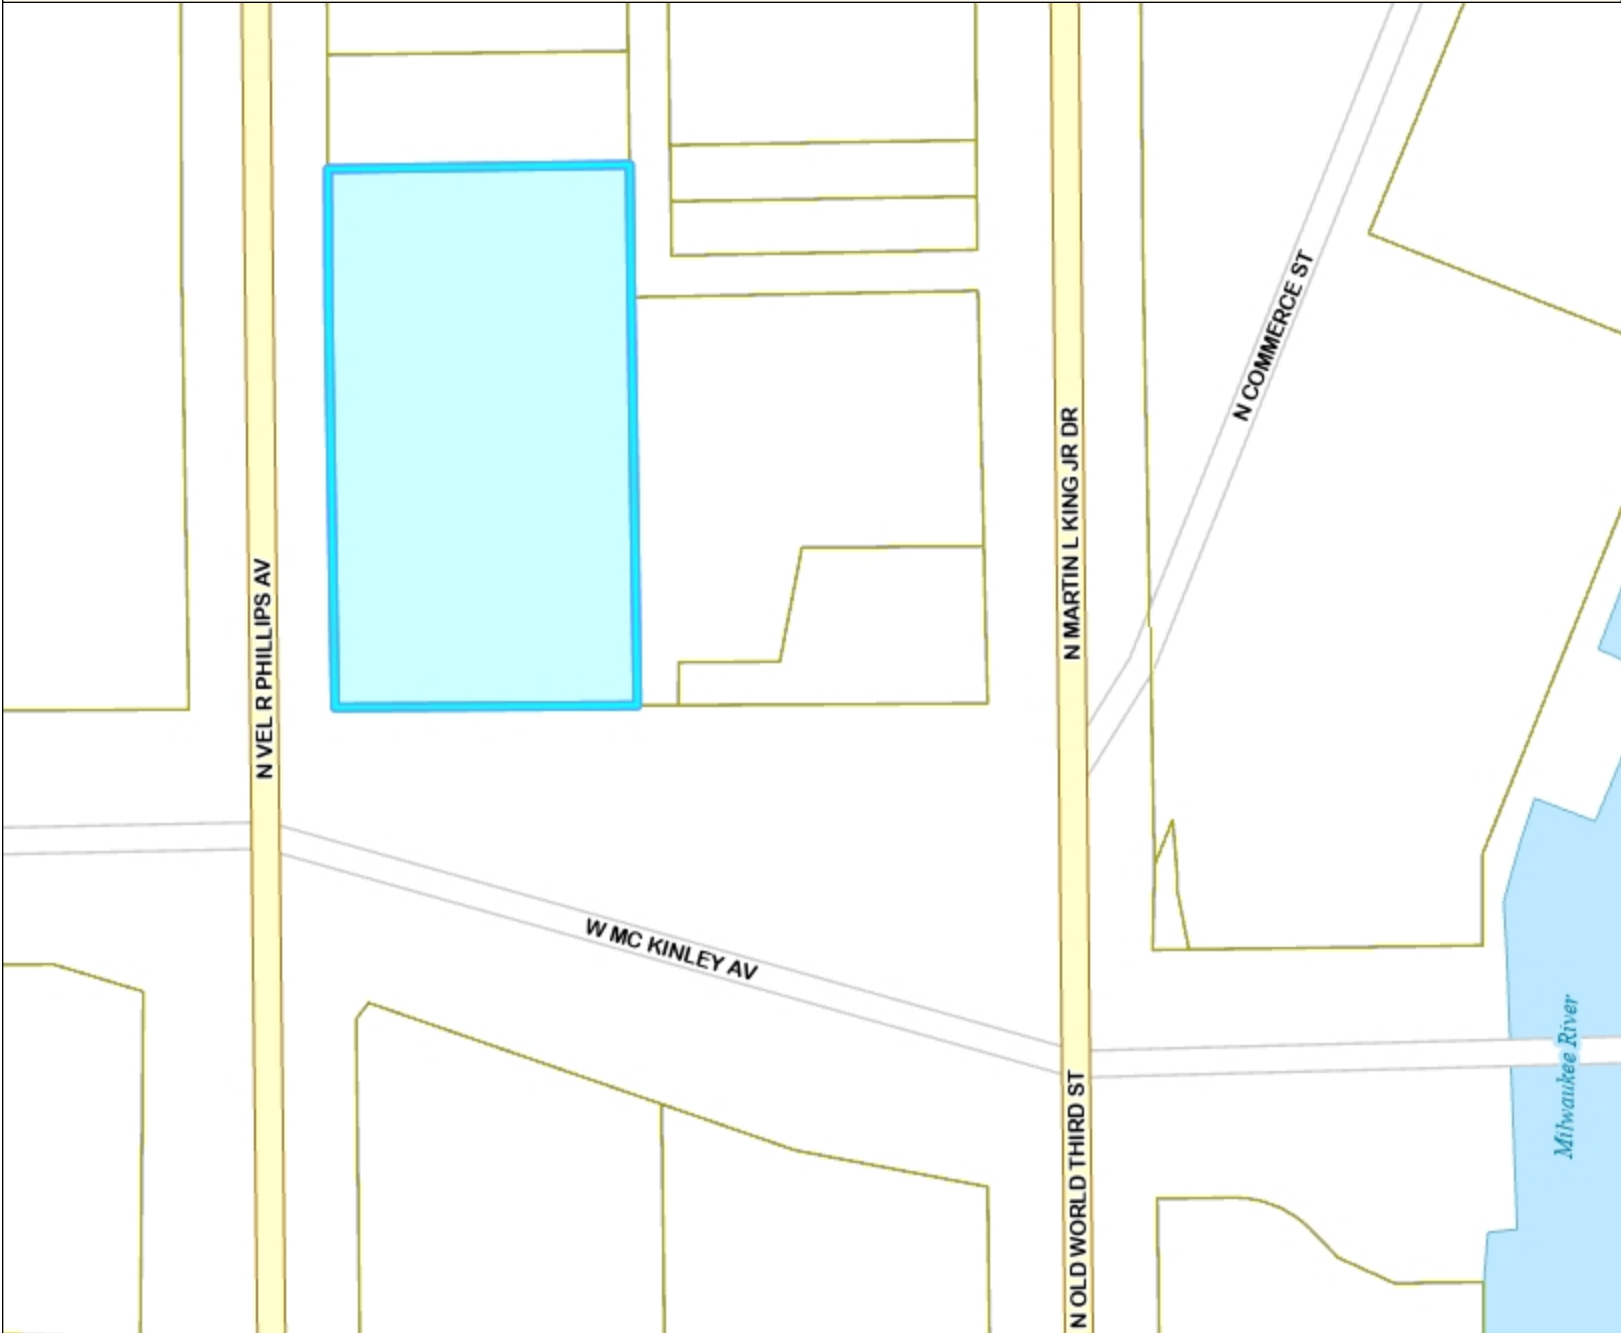 N COMMERCE ST
N MARTIN L KING JR DR
N VEL R PHILLIPS AV
W MC KINLEY AV
Milwaukee River
N OLD WORLD THIRD ST